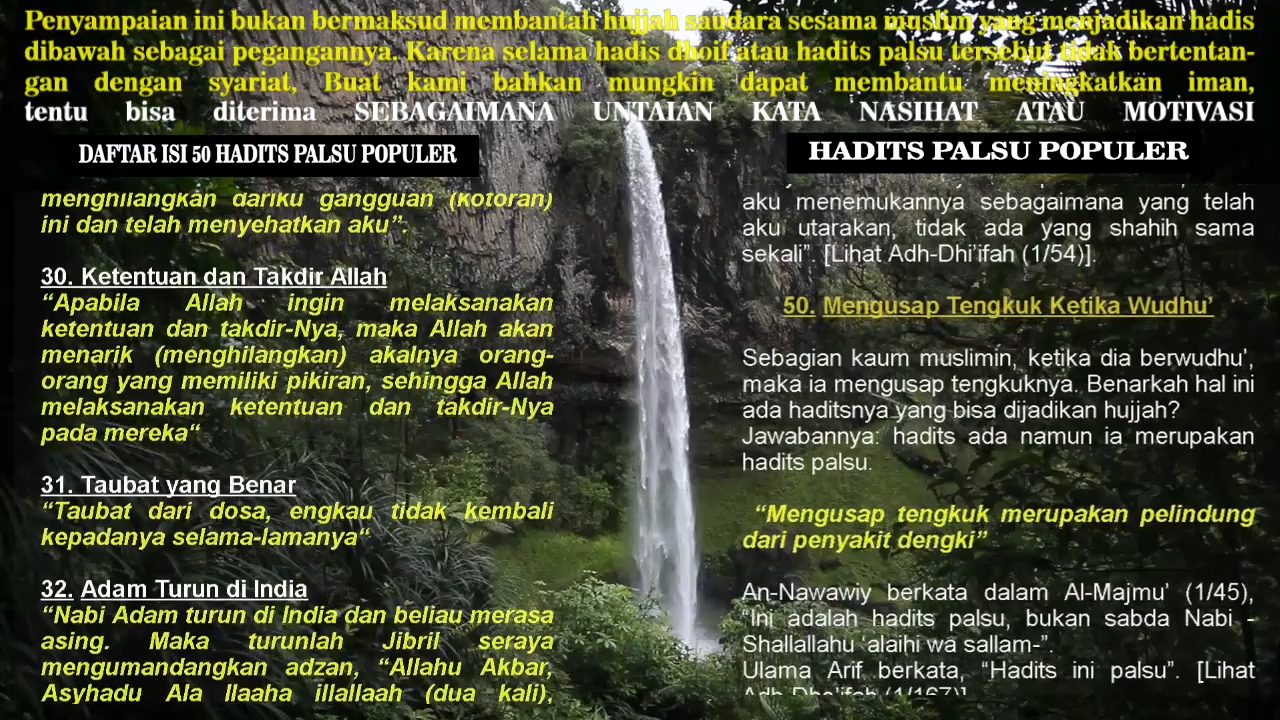 Penyampaian ini bukan bermaksud membantah hujjah saudara sesama muslim yang menjadikan hadis
dibawah sebagai pegangannya. Karena selama hadis dhoif atau hadits palsu tersebut tidak bertentan-
gan dengan syariat, Buat kami bahkan mungkin dapat membantu meningkatkan iman,
tentu bisa diterima SEBAGAIMANA UNTAIAN KATA NASIHAT ATAU MOTIVASI
DAFTAR ISI 50 HADITS PALSU POPULER
menghilangkan dariku gangguan (kotoran)
ini dan telah menyehatkan aku”.
30. Ketentuan dan Takdir Allah
“Apabila Allah ingin melaksanakan
ketentuan dan takdir-Nya, maka Allah akan
menarik (menghilangkan) akalnya orang-
orang yang memiliki pikiran, sehingga Allah
melaksanakan ketentuan dan takdir-Nya
pada mereka“
31. Taubat yang Benar
“Taubat dari dosa, engkau tidak kembali
kepadanya selama-lamanya“
32. Adam Turun di India
“Nabi Adam turun di India dan beliau merasa
asing. Maka turunlah Jibril seraya
mengumandangkan adzan, “Allahu Akbar,
Asyhadu Ala Ilaaha illallaah (dua kali),
HADITS PALSU POPULER
aku menemukannya sebagaimana yang telah
aku utarakan, tidak ada yang shahih sama
sekali”. [Lihat Adh-Dhi’ifah (1/54)].
50. Mengusap Tengkuk Ketika Wudhu’
Sebagian kaum muslimin, ketika dia berwudhu’,
maka ia mengusap tengkuknya. Benarkah hal ini
ada haditsnya yang bisa dijadikan hujjah?
Jawabannya: hadits ada namun ia merupakan
hadits palsu.
“Mengusap tengkuk merupakan pelindung
dari penyakit dengki”
An-Nawawiy berkata dalam Al-Majmu’ (1/45),
“Ini adalah hadits palsu, bukan sabda Nabi -
Shallallahu ‘alaihi wa sallam-”.
Ulama Arif berkata, “Hadits ini palsu”. [Lihat
Adh-Dho’ifah (1/167)]